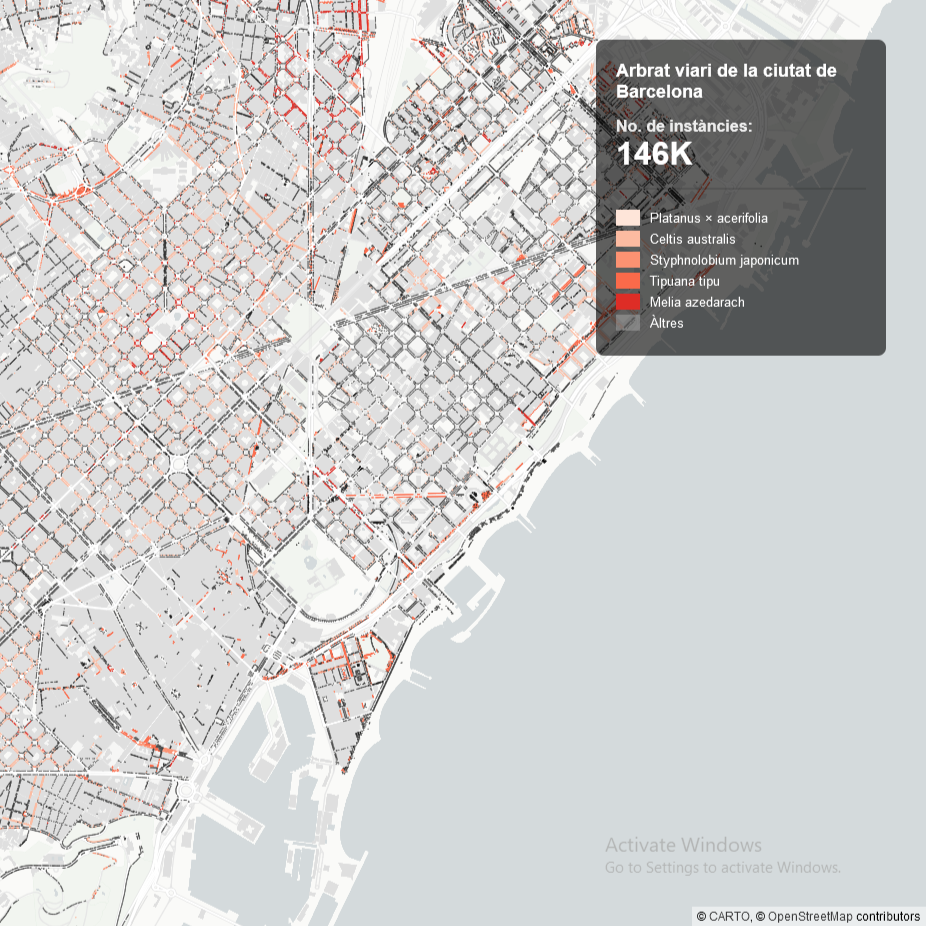 Arbrat viari de la ciutat de
Barcelona
No. de instàncies:
146K
Platanus × acerifolia
Celtis australis
Styphnolobium japonicum
Tipuana tipu
Melia azedarach
Àltres
Activate Windows
Go to Settings to activate Windows.
© CARTO, © OpenStreetMap contributors